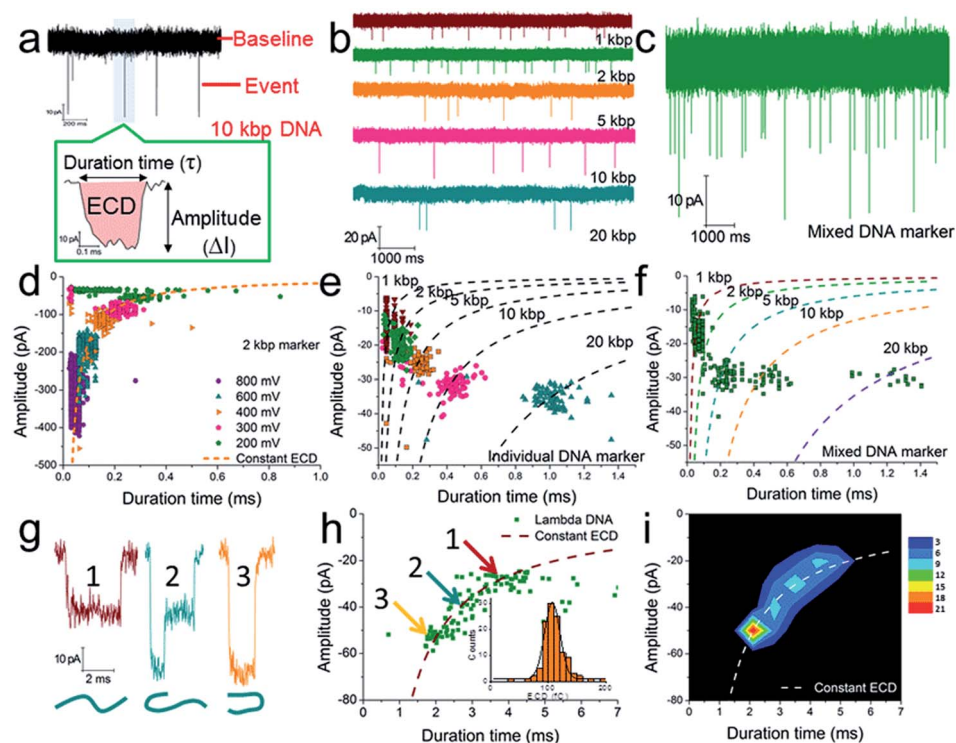 a
Baseline
Event
10 pA
200 ms
10 kbp DNA
Duration time (τ)
ECD
Amplitude
(ΔI)
10 pA
0.1 ms
b
1 kbp
2 kbp
5 kbp
10 kbp
20 kbp
20 pA
1000 ms
c
10 pA
1000 ms
Mixed DNA marker
d
Amplitude (pA)
0
-100
-200
-300
-400
-500
2 kbp marker
800 mV
600 mV
400 mV
300 mV
200 mV
Constant ECD
0.0 0.2 0.4 0.6 0.8 1.0
Duration time (ms)
e
Amplitude (pA)
0
-10
-20
-30
-40
-50
1 kbp
2 kbp
5 kbp
10 kbp
20 kbp
Individual DNA marker
0.0 0.2 0.4 0.6 0.8 1.0 1.2 1.4
Duration time (ms)
f
Amplitude (pA)
0
-10
-20
-30
-40
-50
1 kbp
2 kbp
5 kbp
10 kbp
20 kbp
Mixed DNA marker
0.0 0.2 0.4 0.6 0.8 1.0 1.2 1.4
Duration time (ms)
g
1 2 3
10 pA
2 ms
h
Amplitude (pA)
0
-20
-40
-60
-80
Lambda DNA
Constant ECD
1
2
3
Counts
30
20
10
0
0 100 200
ECD (fC)
0 1 2 3 4 5 6 7
Duration time (ms)
i
Amplitude (pA)
0
-20
-40
-60
-80
3
6
9
12
15
18
21
Constant ECD
0 1 2 3 4 5 6 7
Duration time (ms)